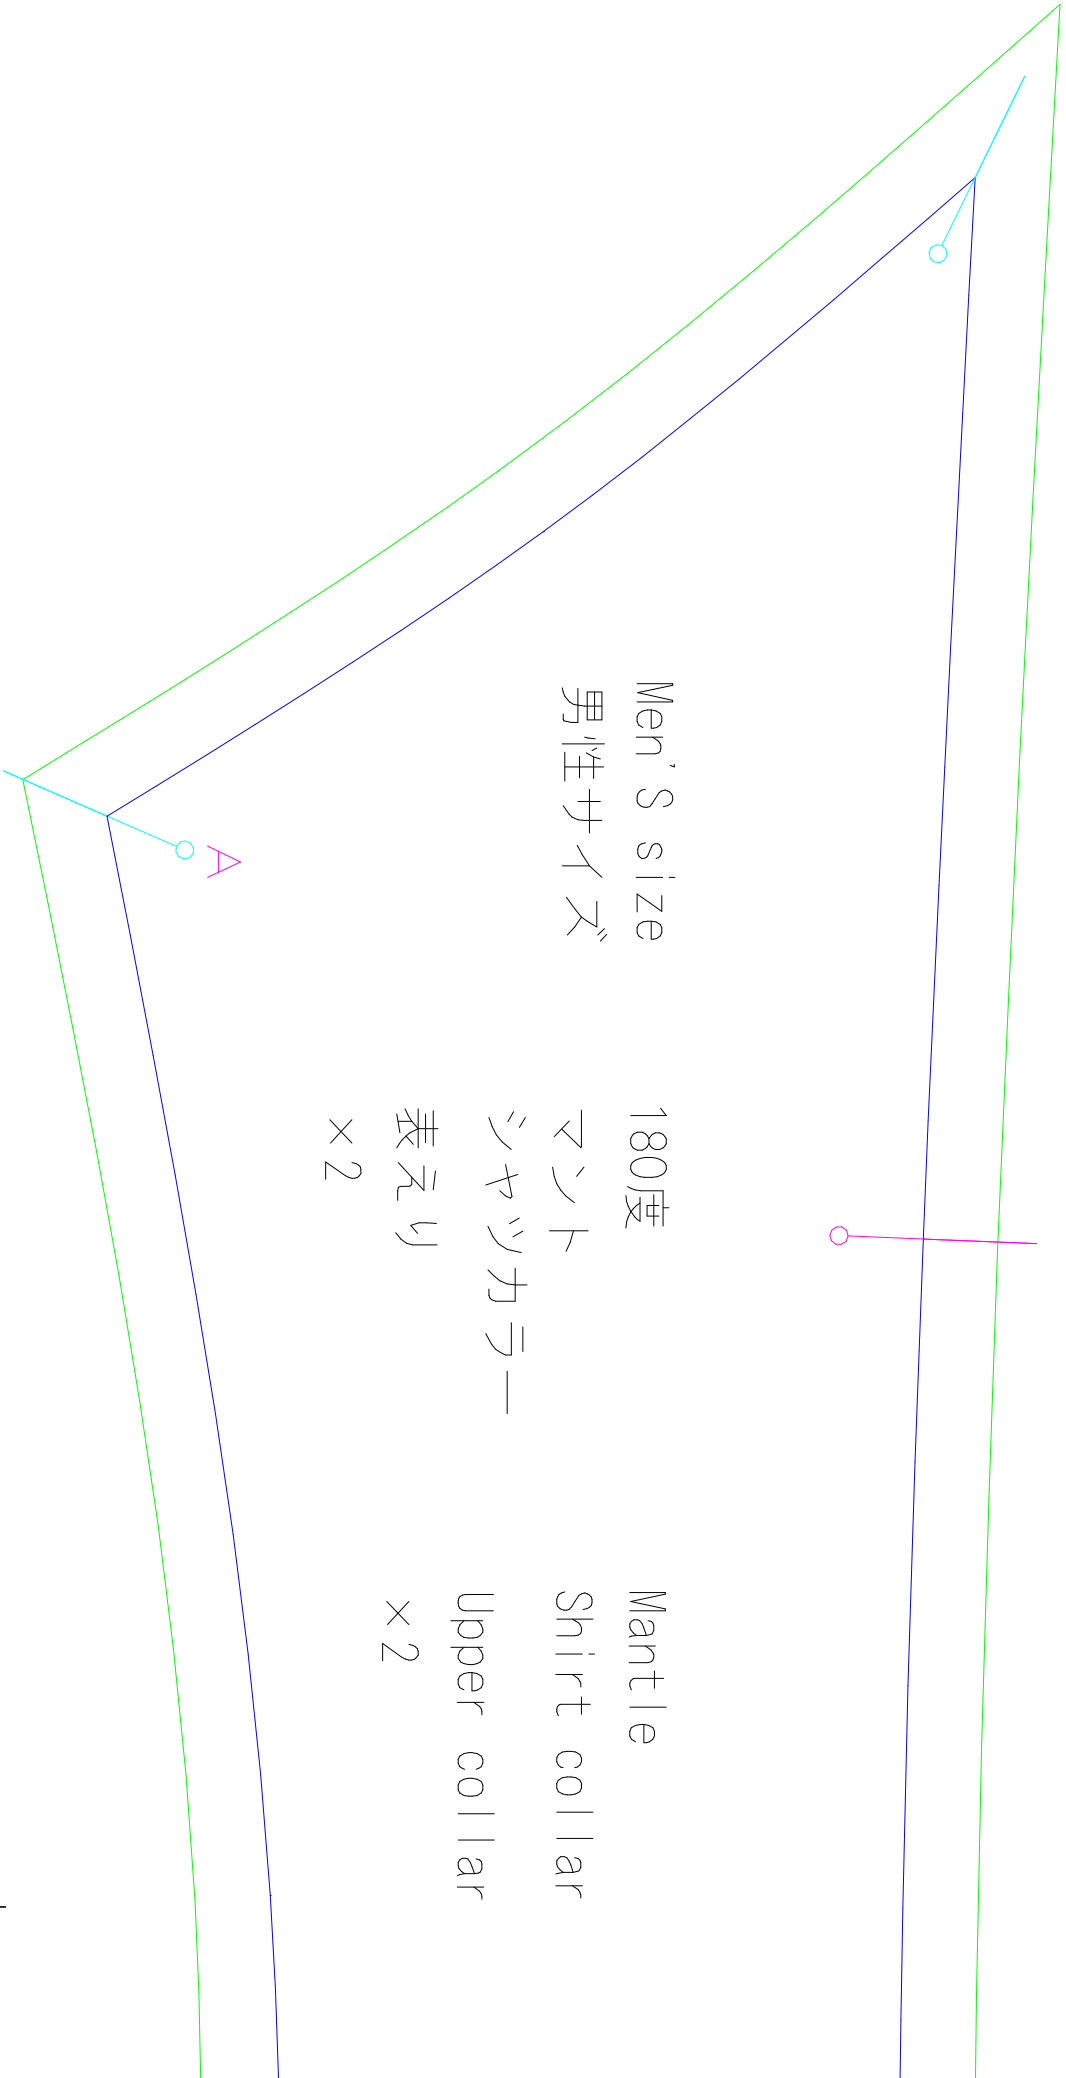 Men'S size
男性サイズ
180度
マント
シャツカラー
表えり
×2
Mantle
Shirt collar
Upper collar
×2
A